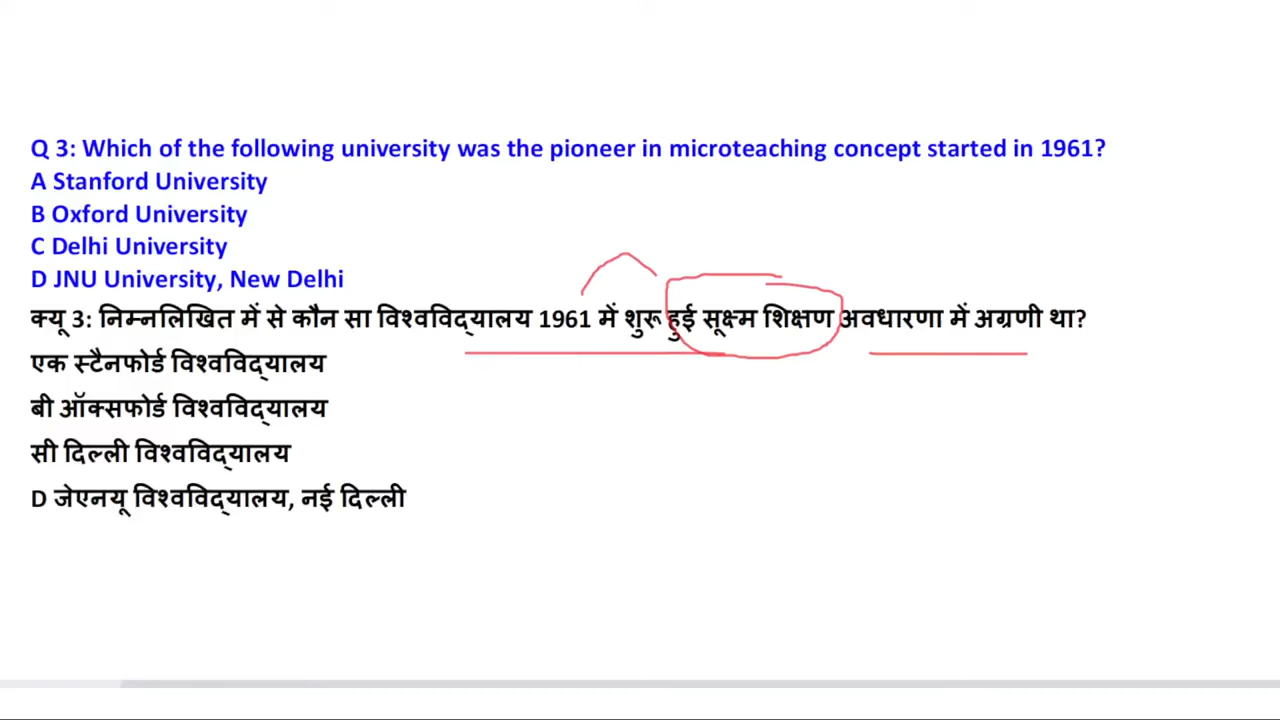 Q 3: Which of the following university was the pioneer in microteaching concept started in 1961?
A Stanford University
B Oxford University
C Delhi University
D JNU University, New Delhi
क्यू 3: निम्नलिखित में से कौन सा विश्वविद्यालय 1961 में शुरू हुई सूक्ष्म शिक्षण अवधारणा में अग्रणी था?
एक स्टैनफोर्ड विश्वविद्यालय
बी ऑक्सफोर्ड विश्वविद्यालय
सी दिल्ली विश्वविद्यालय
D जेएनयू विश्वविद्यालय, नई दिल्ली